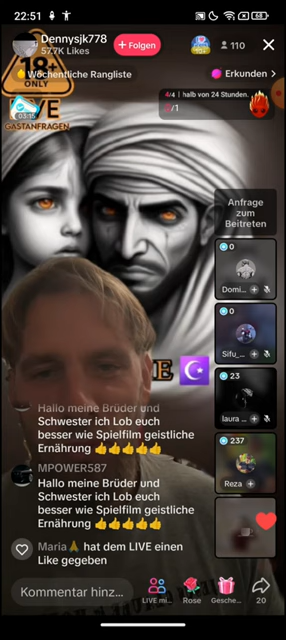 22:51
68
Dennysjk778
57.7K Likes
+ Folgen
110
18+
ONLY
Wöchentliche Rangliste
Erkunden >
LIVE
03:15
GASTANFRAGEN
4/4 | halb von 24 Stunden.
/1
Anfrage
zum
Beitreten
0
Domi...
0
Sifu_...
23
laura ...
237
Reza
E ☪️
Hallo meine Brüder und
Schwester ich Lob euch
besser wie Spielfilm geistliche
Ernährung 👍👍👍👍👍
MPOWER587
Hallo meine Brüder und
Schwester ich Lob euch
besser wie Spielfilm geistliche
Ernährung 👍👍👍👍👍
Maria🙏 hat dem LIVE einen
Like gegeben
Kommentar hinz...
LIVE mi...
Rose
Gesche...
20